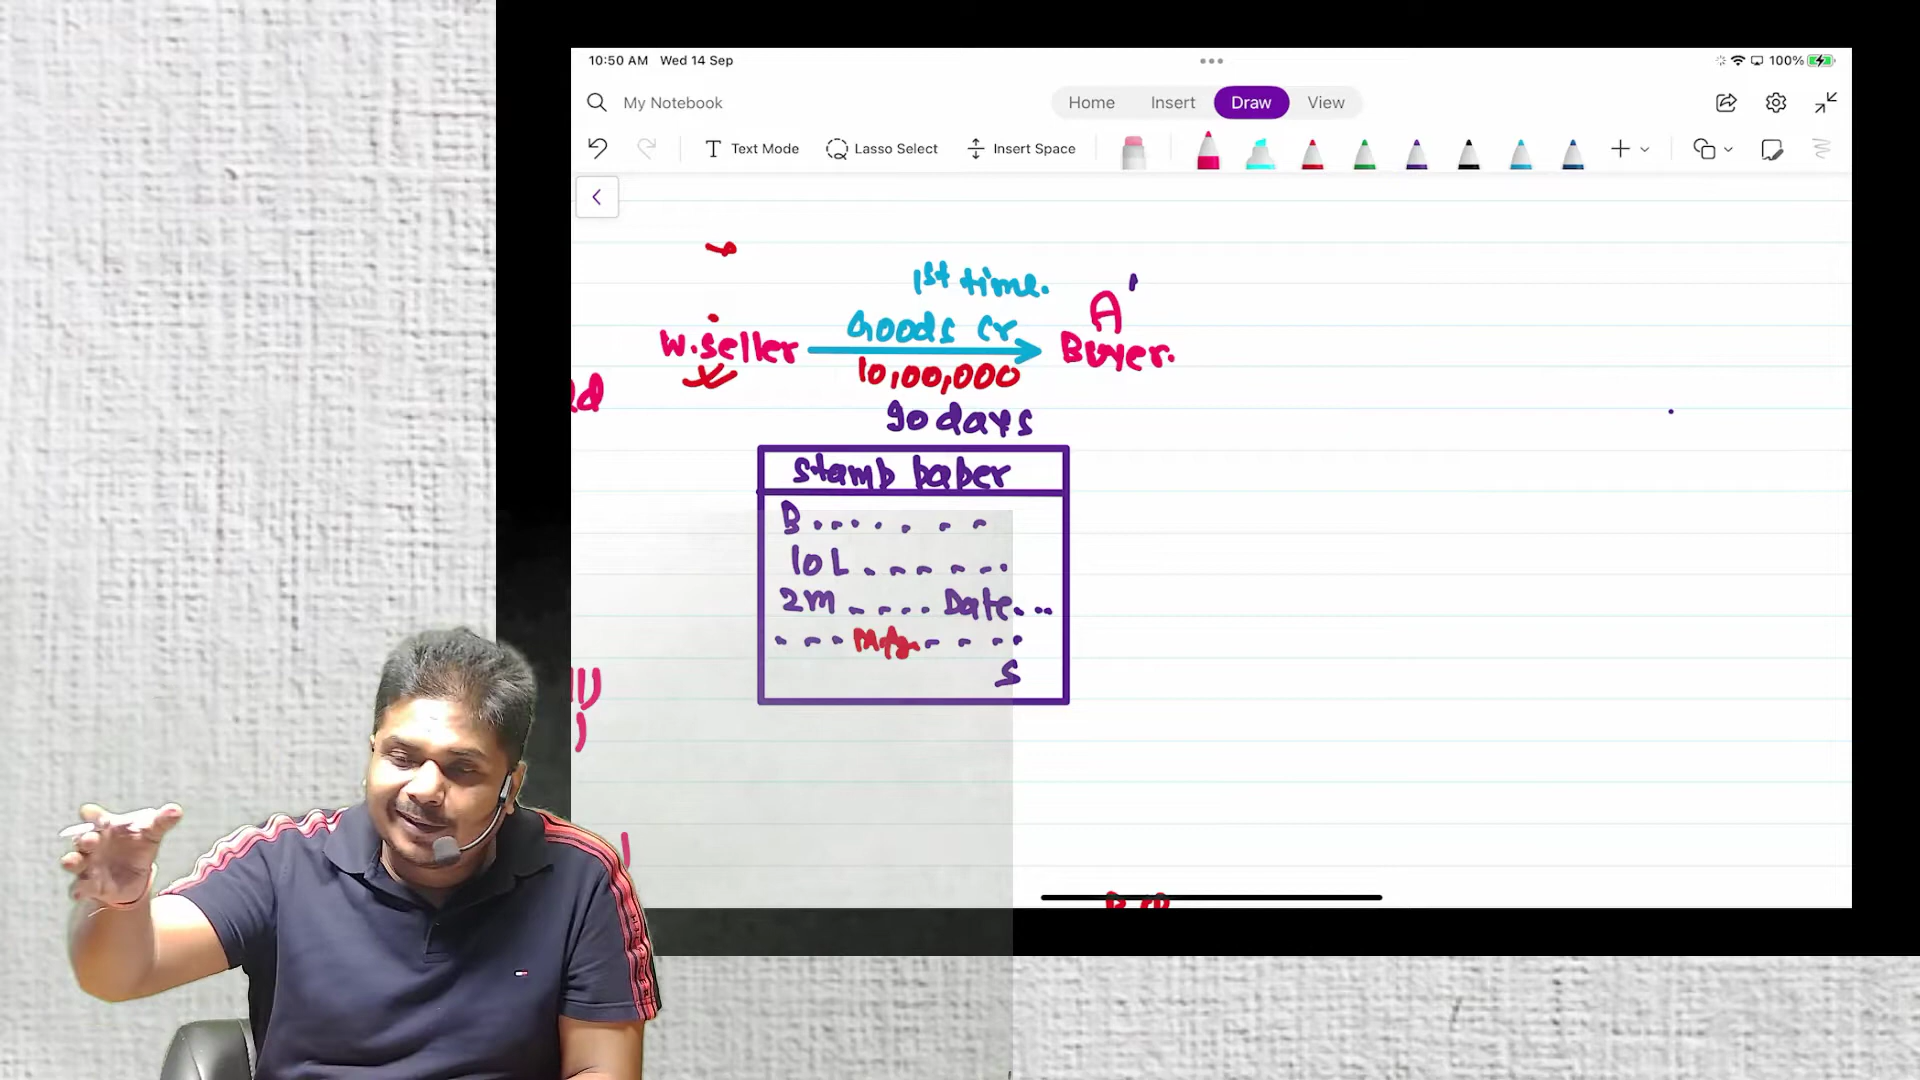 10:50 AM Wed 14 Sep
100%
My Notebook
Home Insert Draw View
Text Mode Lasso Select Insert Space
1st time.
A
Goods cr
W.seller
Buyer.
10,00,000
90 days
Stamp paper
B.......
10L......
2M .... Date...
S